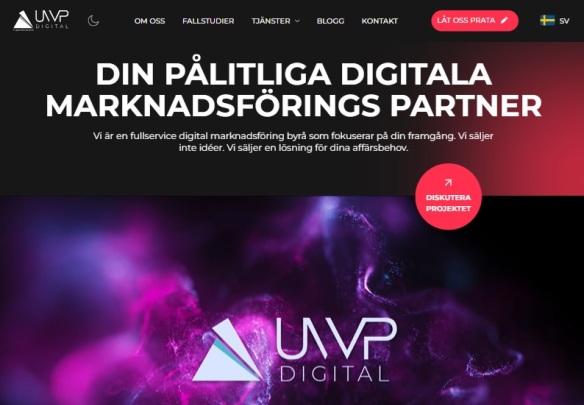 UWP
DIGITAL
OM OSS FALLSTUDIER TJÄNSTER BLOGG KONTAKT LÅT OSS PRATA SV
DIN PÅLITLIGA DIGITALA
MARKNADSFÖRINGS PARTNER
Vi är en fullservice digital marknadsföring byrå som fokuserar på din framgång. Vi säljer
inte idéer. Vi säljer en lösning för dina affärsbehov.
DISKUTERA
PROJEKTET
UWP
DIGITAL